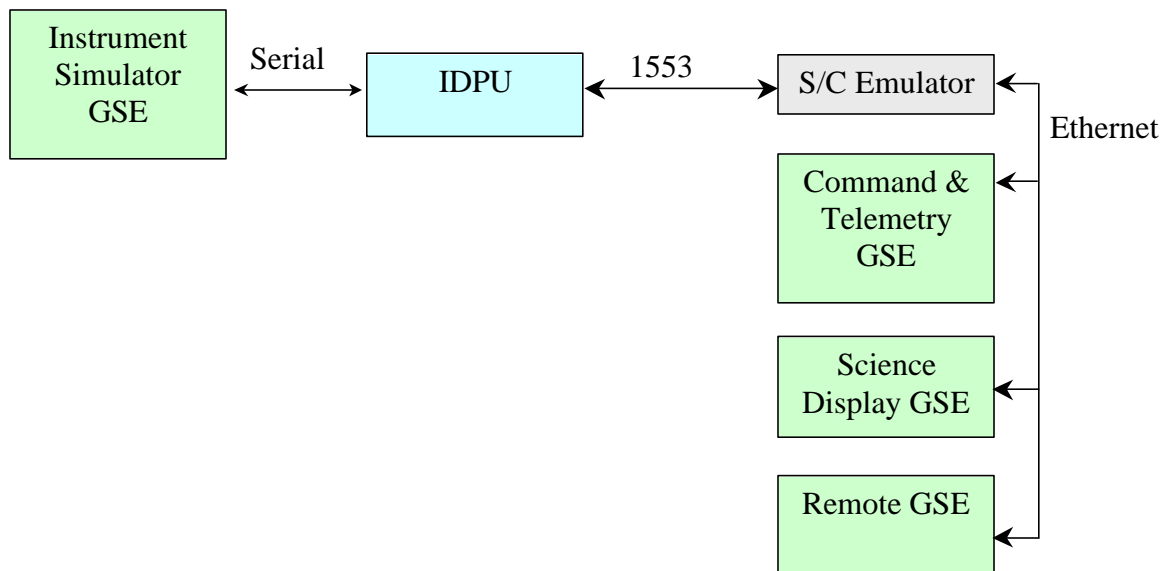 Instrument
Simulator
GSE
Serial
IDPU
1553
S/C Emulator
Ethernet
Command &
Telemetry
GSE
Science
Display GSE
Remote GSE